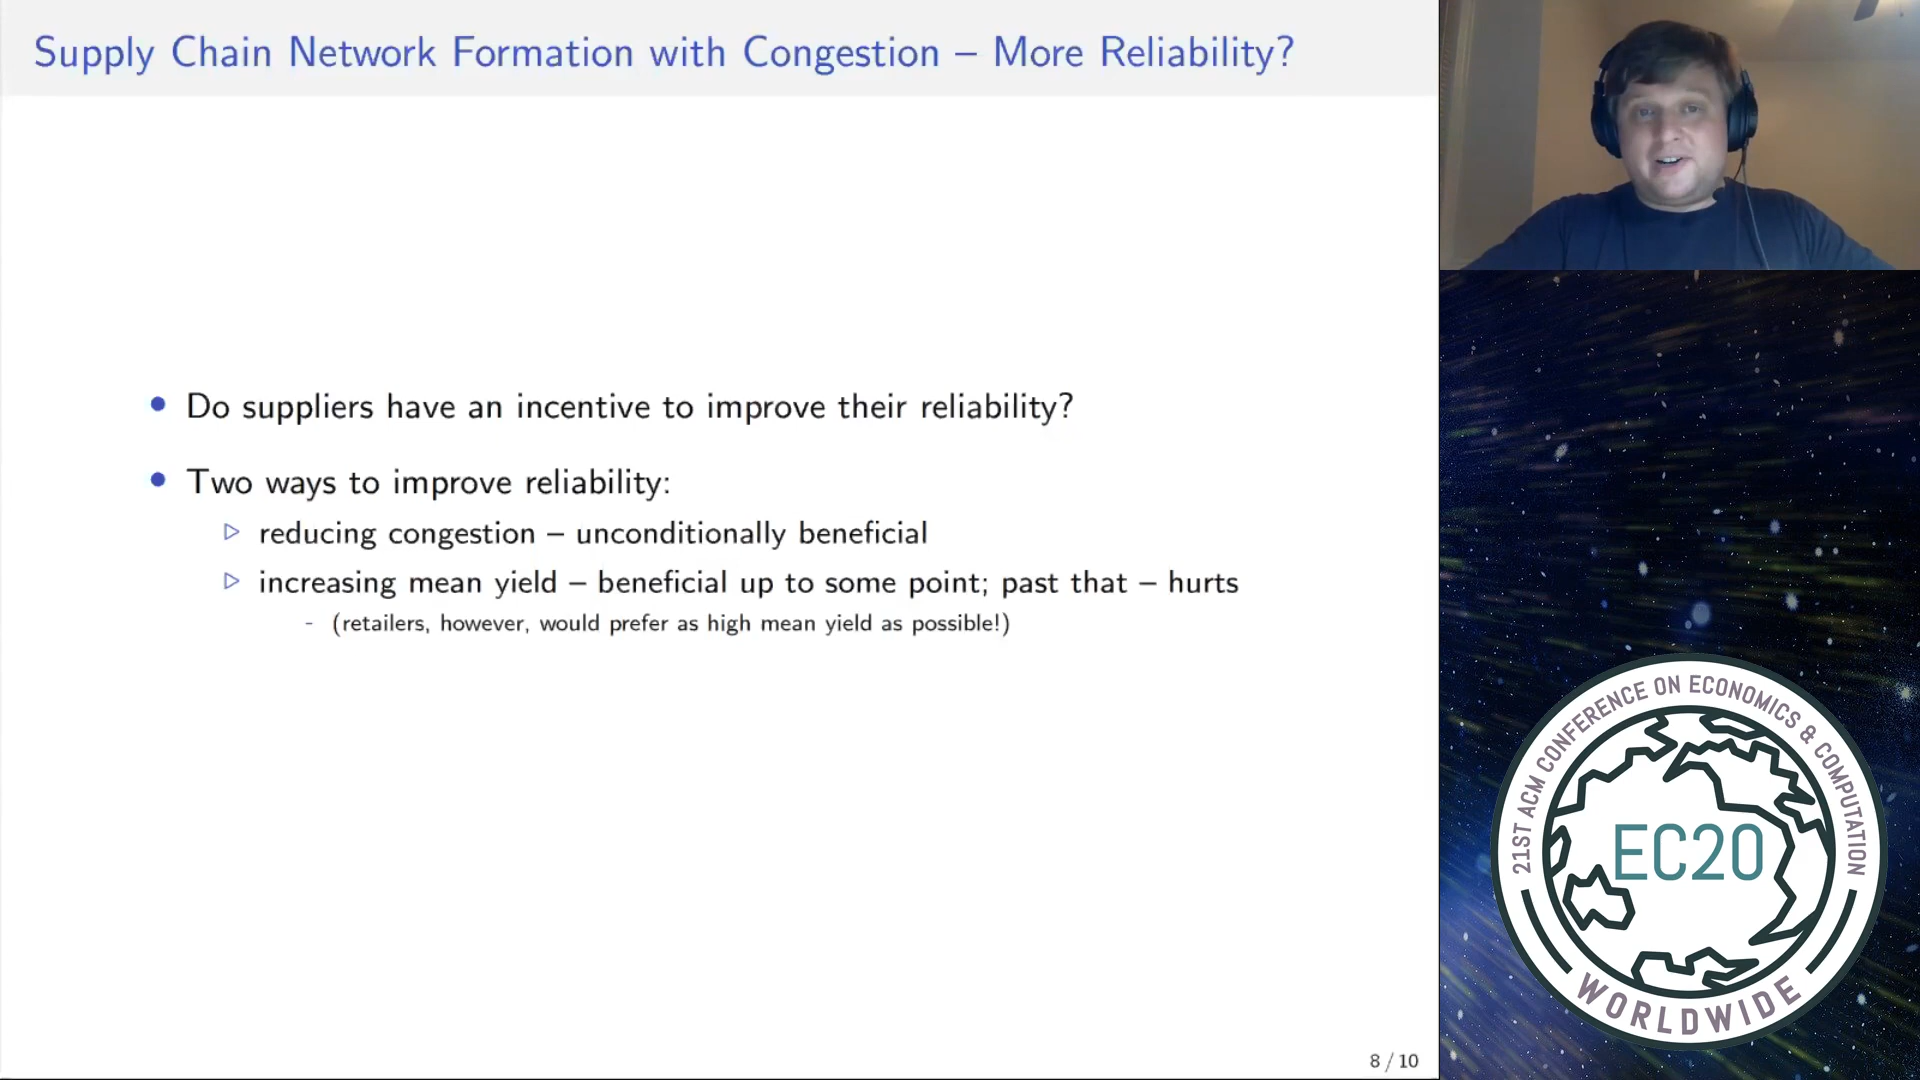 Supply Chain Network Formation with Congestion – More Reliability?
• Do suppliers have an incentive to improve their reliability?
• Two ways to improve reliability:
▷ reducing congestion – unconditionally beneficial
▷ increasing mean yield – beneficial up to some point; past that – hurts
- (retailers, however, would prefer as high mean yield as possible!)
8 / 10
21ST ACM CONFERENCE ON ECONOMICS & COMPUTATION
EC20
WORLDWIDE